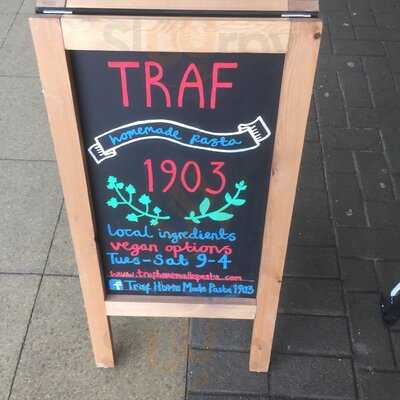 TRAF
homemade pasta
1903
local ingredients
vegan options
Tues-Sat 9-4
www.trafhomemadepasta.com
Traf Home Made Pasta 1903